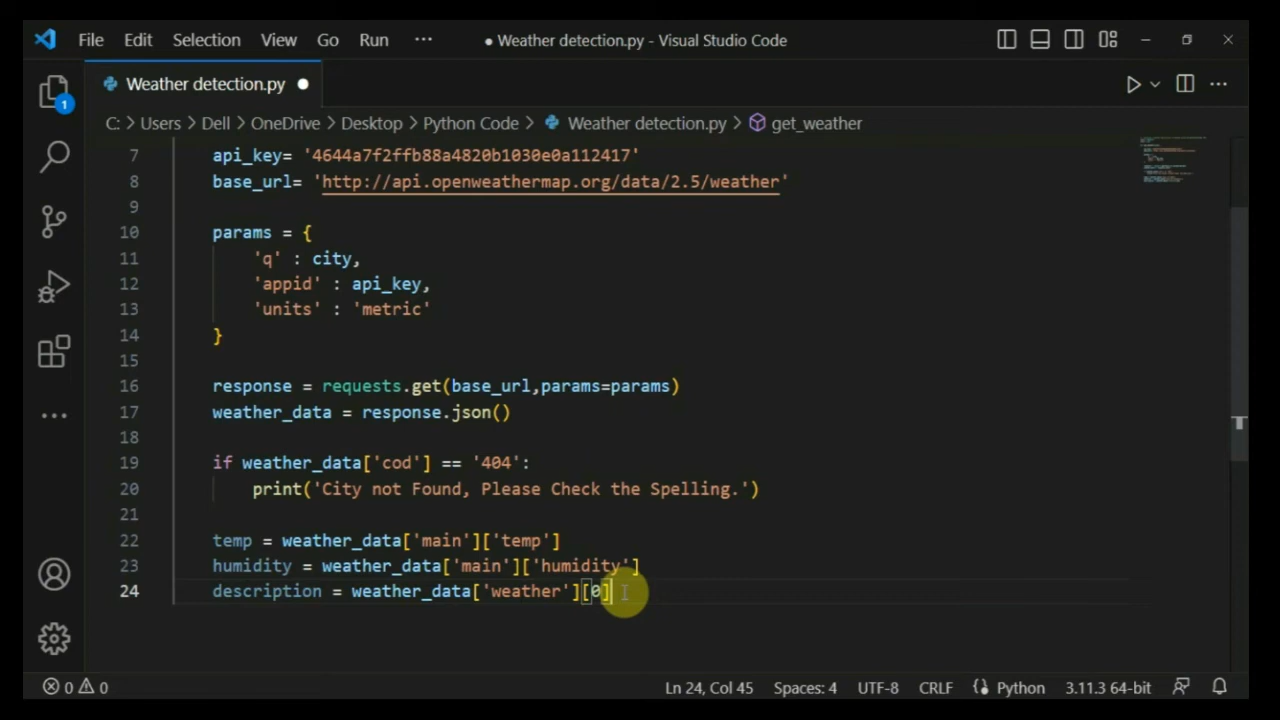 File Edit Selection View Go Run ··· ● Weather detection.py - Visual Studio Code
Weather detection.py ●
1
C: > Users > Dell > OneDrive > Desktop > Python Code > Weather detection.py > get_weather
7 api_key= '4644a7f2ffb88a4820b1030e0a112417'
8 base_url= 'http://api.openweathermap.org/data/2.5/weather'
9
10 params = {
11 'q' : city,
12 'appid' : api_key,
13 'units' : 'metric'
14 }
15
16 response = requests.get(base_url,params=params)
17 weather_data = response.json()
18
19 if weather_data['cod'] == '404':
20 print('City not Found, Please Check the Spelling.')
21
22 temp = weather_data['main']['temp']
23 humidity = weather_data['main']['humidity']
24 description = weather_data['weather'][0]
0 0 Ln 24, Col 45 Spaces: 4 UTF-8 CRLF Python 3.11.3 64-bit